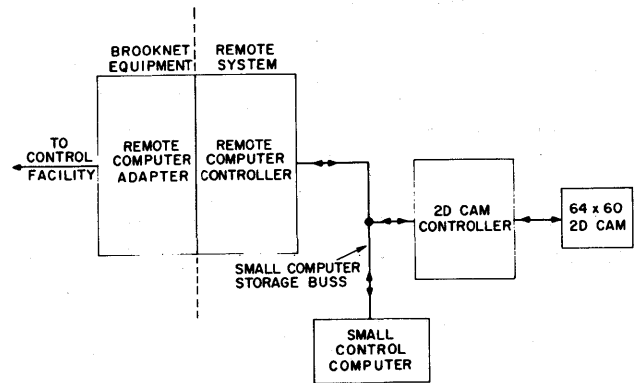 BROOKNET
EQUIPMENT
REMOTE
SYSTEM
TO
CONTROL
FACILITY
REMOTE
COMPUTER
ADAPTER
REMOTE
COMPUTER
CONTROLLER
2D CAM
CONTROLLER
64 x 60
2D CAM
SMALL COMPUTER
STORAGE BUSS
SMALL
CONTROL
COMPUTER